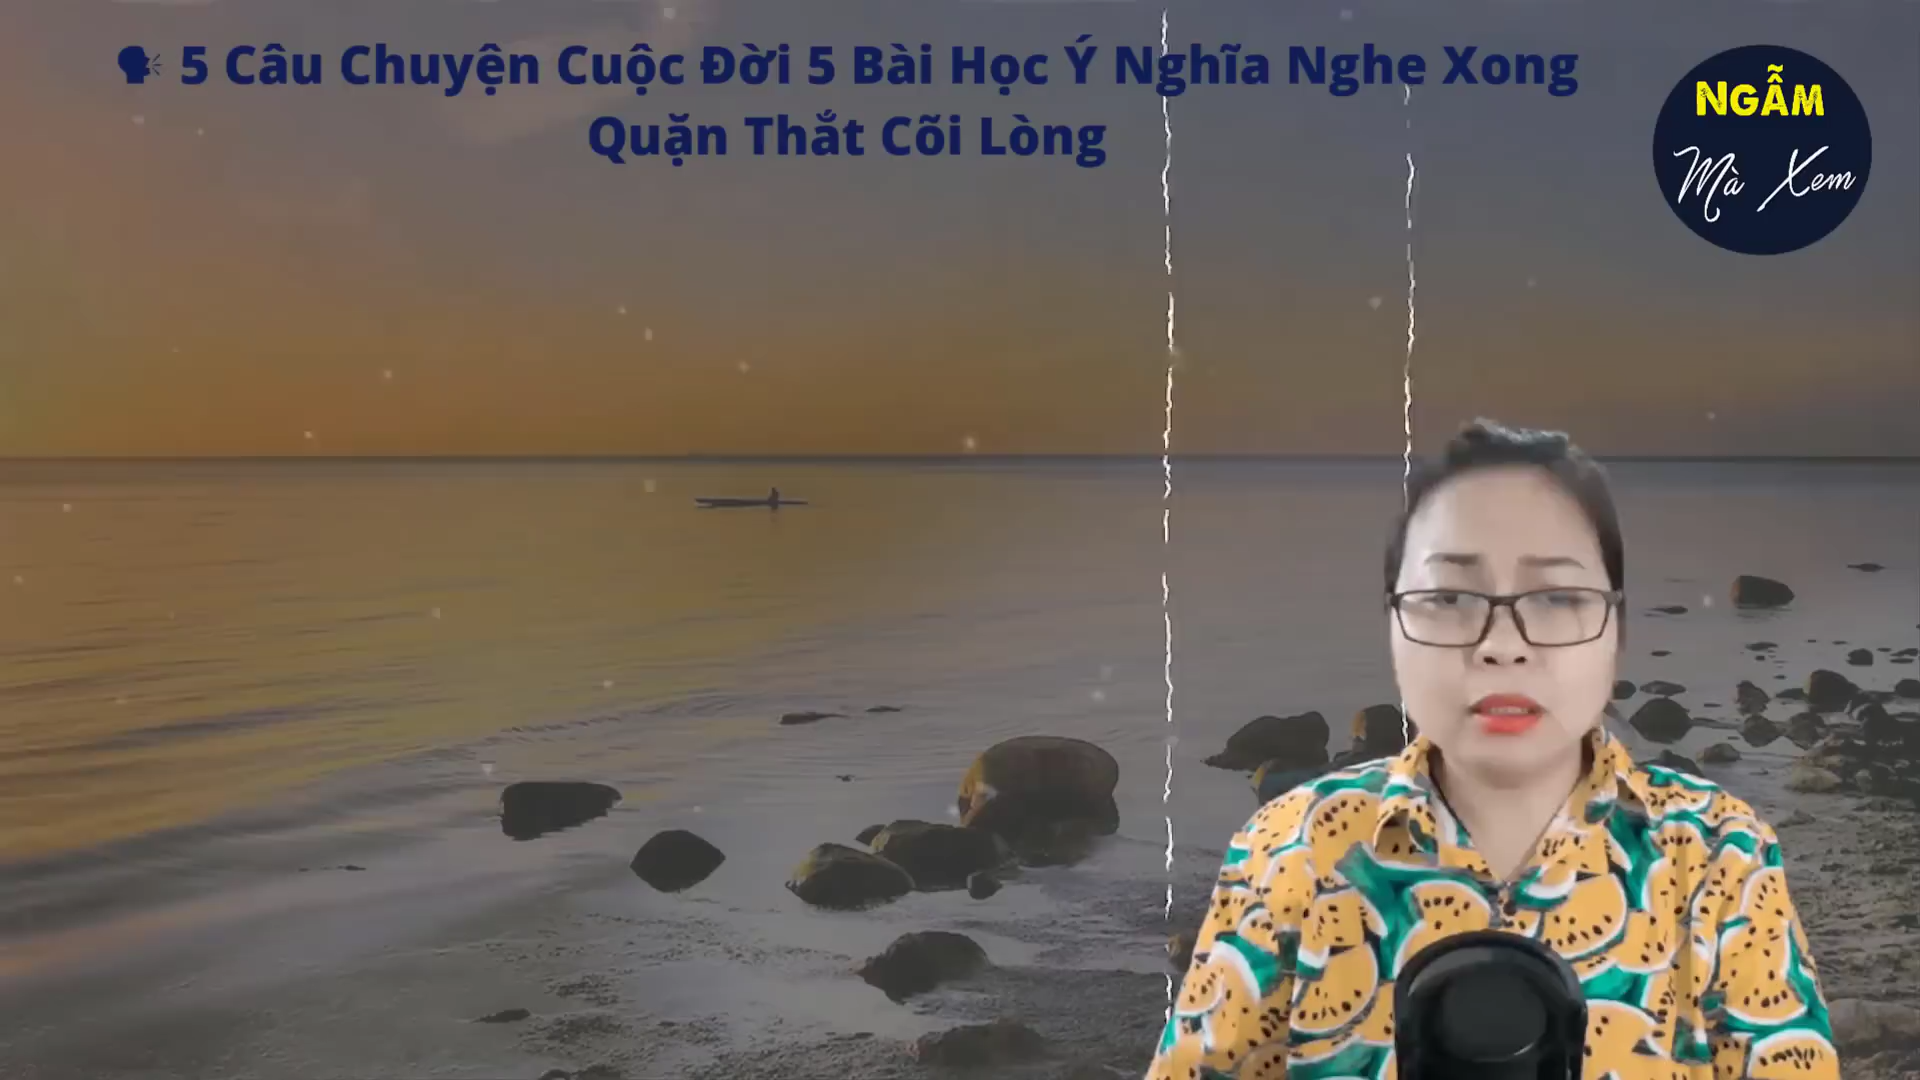 🗣 5 Câu Chuyện Cuộc Đời 5 Bài Học Ý Nghĩa Nghe Xong
Quặn Thắt Cõi Lòng
NGẪM
Mà Xem